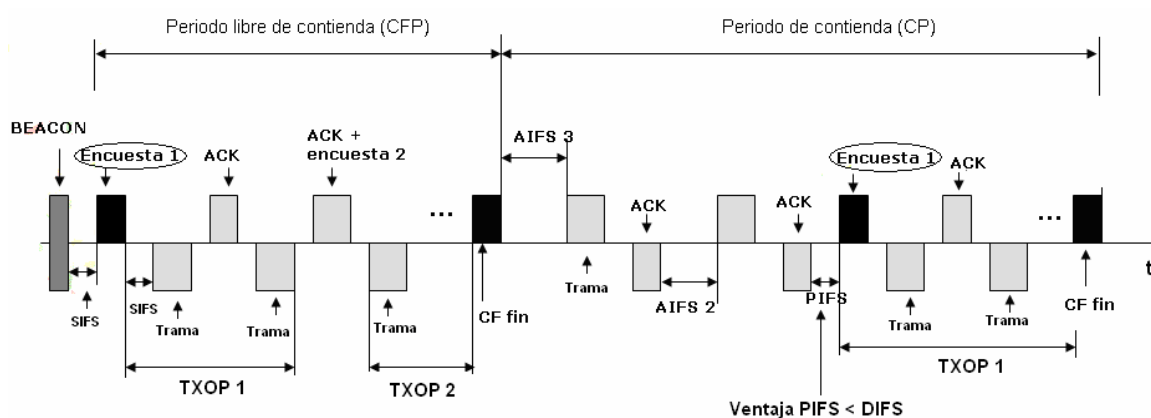 Periodo libre de contienda (CFP)
Periodo de contienda (CP)
BEACON
Encuesta 1
ACK
ACK +
encuesta 2
AIFS 3
Encuesta 1
ACK
...
ACK
ACK
...
t
SIFS
SIFS
Trama
Trama
Trama
CF fin
Trama
AIFS 2
PIFS
Trama
Trama
CF fin
TXOP 1
TXOP 2
TXOP 1
Ventaja PIFS < DIFS